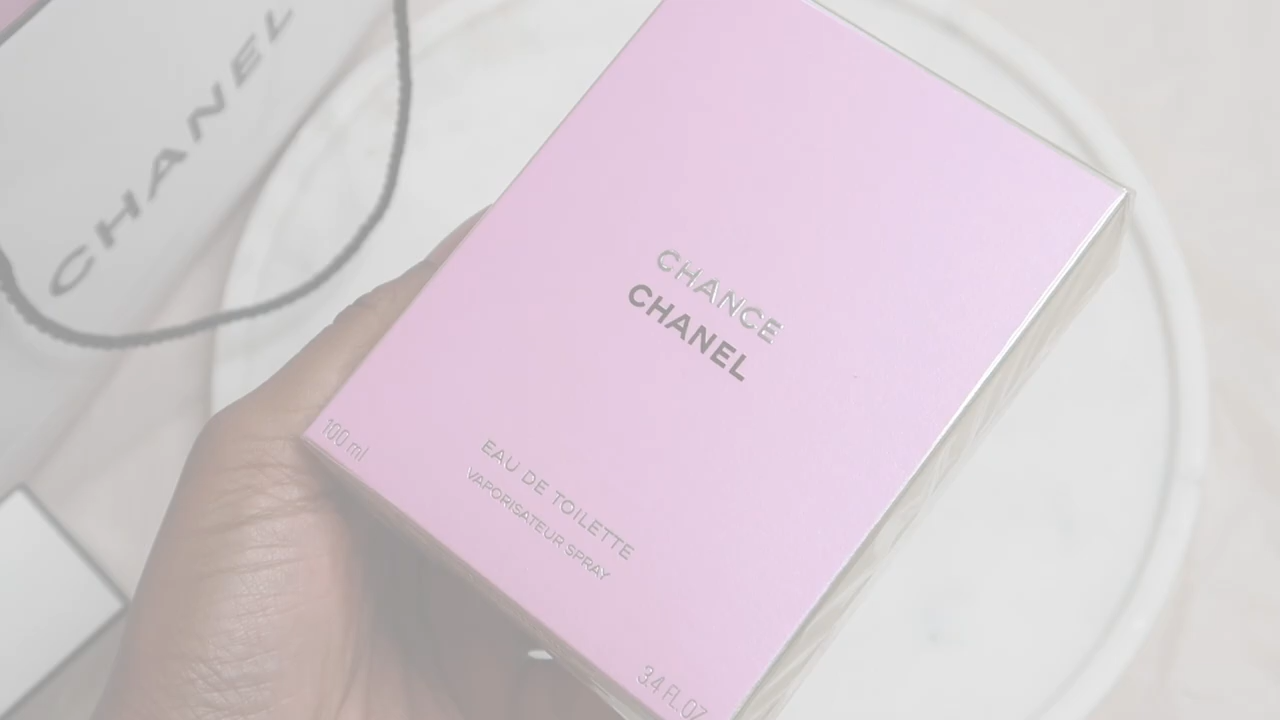 CHANEL
CHANCE
CHANEL
100 ml
EAU DE TOILETTE
VAPORISATEUR SPRAY
3.4 FL.OZ